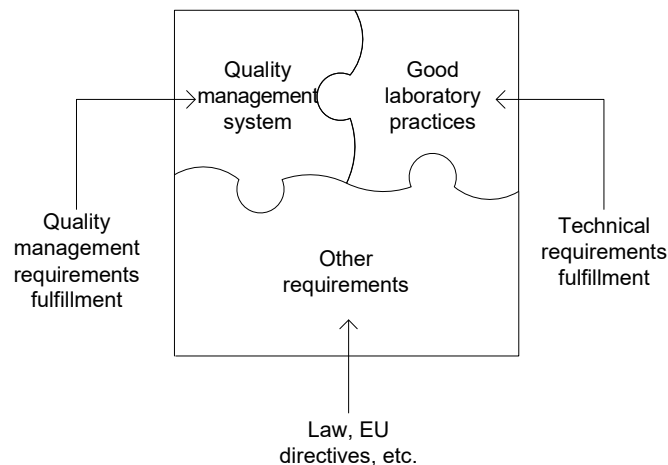 Quality
management
system
Good
laboratory
practices
Quality
management
requirements
fulfillment
Technical
requirements
fulfillment
Other
requirements
Law, EU
directives, etc.